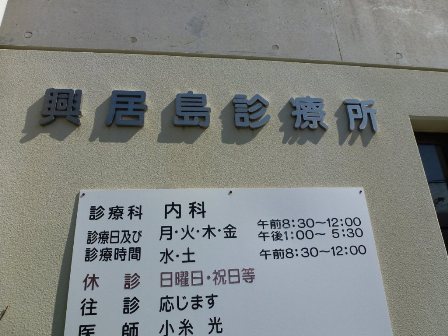 興居島診療所
診療科 内科
診療日及び 月・火・木・金 午前8:30～12:00
午後1:00～5:30
診療時間 水・土 午前8:30～12:00
休診 日曜日・祝日等
往診 応じます
医師 小糸 光